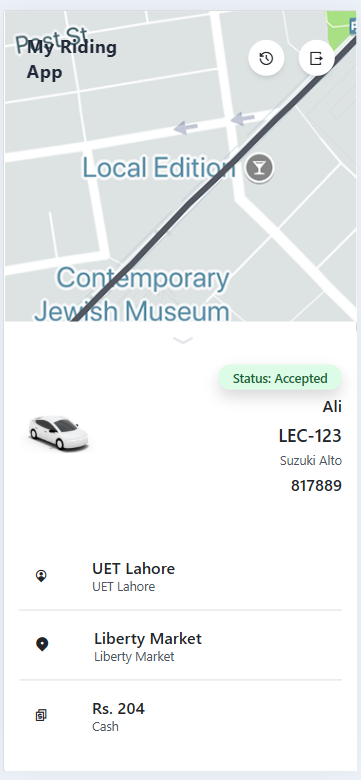 Post St
My Riding
App
Local Edition
Contemporary
Jewish Museum
Status: Accepted
Ali
LEC-123
Suzuki Alto
817889
UET Lahore
UET Lahore
Liberty Market
Liberty Market
Rs. 204
Cash